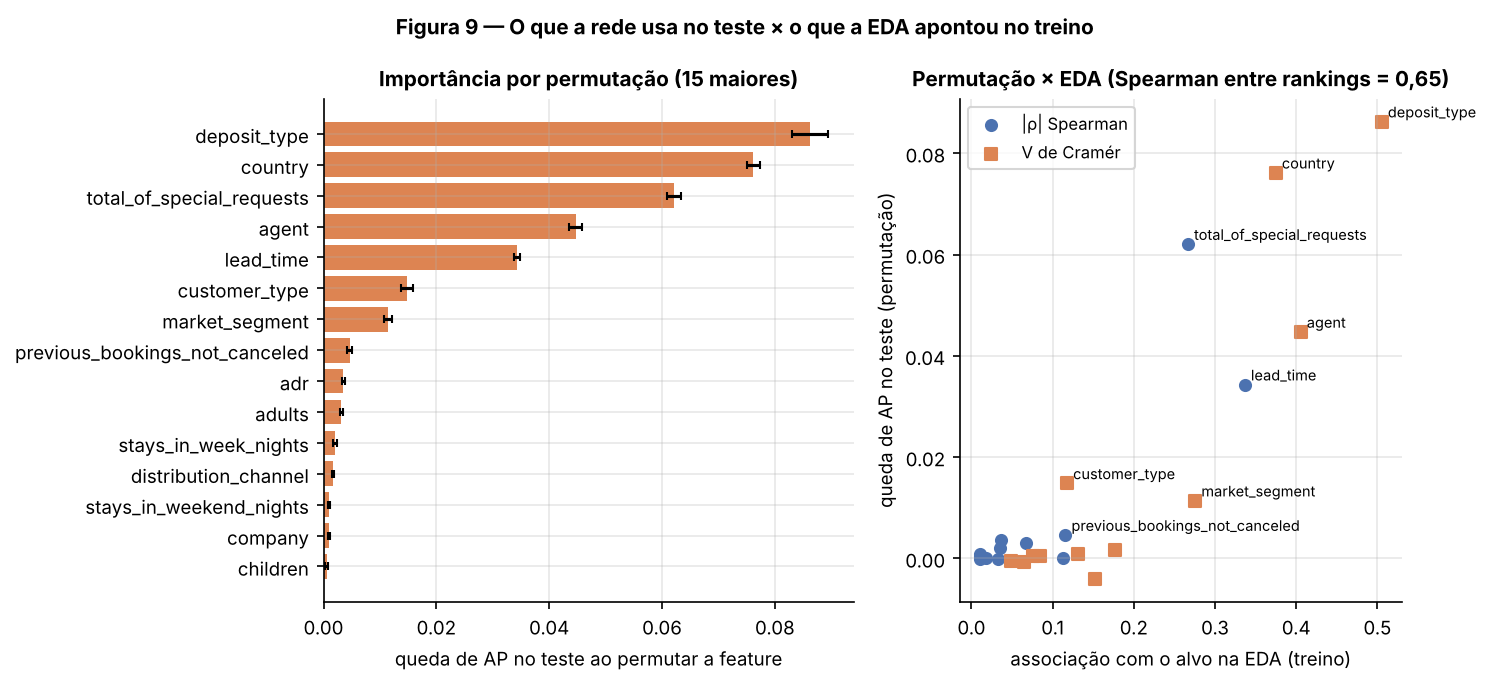 Figura 9 — O que a rede usa no teste × o que a EDA apontou no treino
Importância por permutação (15 maiores)
deposit_type
country
total_of_special_requests
agent
lead_time
customer_type
market_segment
previous_bookings_not_canceled
adr
adults
stays_in_week_nights
distribution_channel
stays_in_weekend_nights
company
children
0.00 0.02 0.04 0.06 0.08
queda de AP no teste ao permutar a feature
Permutação × EDA (Spearman entre rankings = 0,65)
|ρ| Spearman
V de Cramér
deposit_type
country
total_of_special_requests
agent
lead_time
customer_type
market_segment
previous_bookings_not_canceled
queda de AP no teste (permutação)
0.08
0.06
0.04
0.02
0.00
0.0 0.1 0.2 0.3 0.4 0.5
associação com o alvo na EDA (treino)